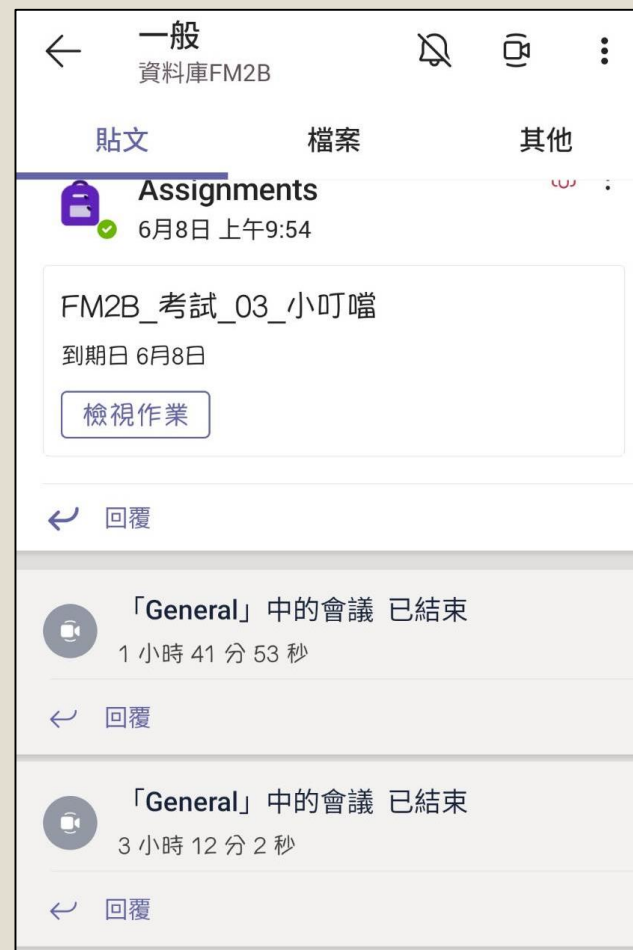 一般
資料庫FM2B
貼文 檔案 其他
Assignments
6月8日 上午9:54
FM2B_考試_03_小叮噹
到期日 6月8日
檢視作業
回覆
「General」中的會議 已結束
1 小時 41 分 53 秒
回覆
「General」中的會議 已結束
3 小時 12 分 2 秒
回覆